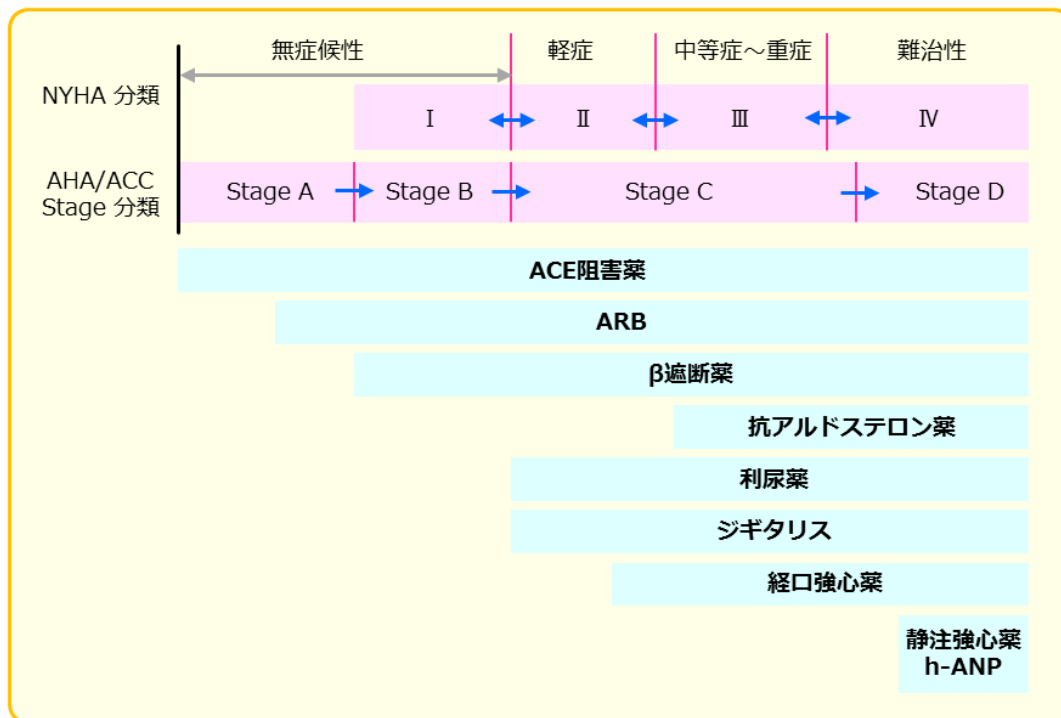 無症候性
軽症
中等症～重症
難治性
NYHA 分類
Ⅰ
Ⅱ
Ⅲ
Ⅳ
AHA/ACC
Stage 分類
Stage A
Stage B
Stage C
Stage D
ACE阻害薬
ARB
β遮断薬
抗アルドステロン薬
利尿薬
ジギタリス
経口強心薬
静注強心薬
h-ANP